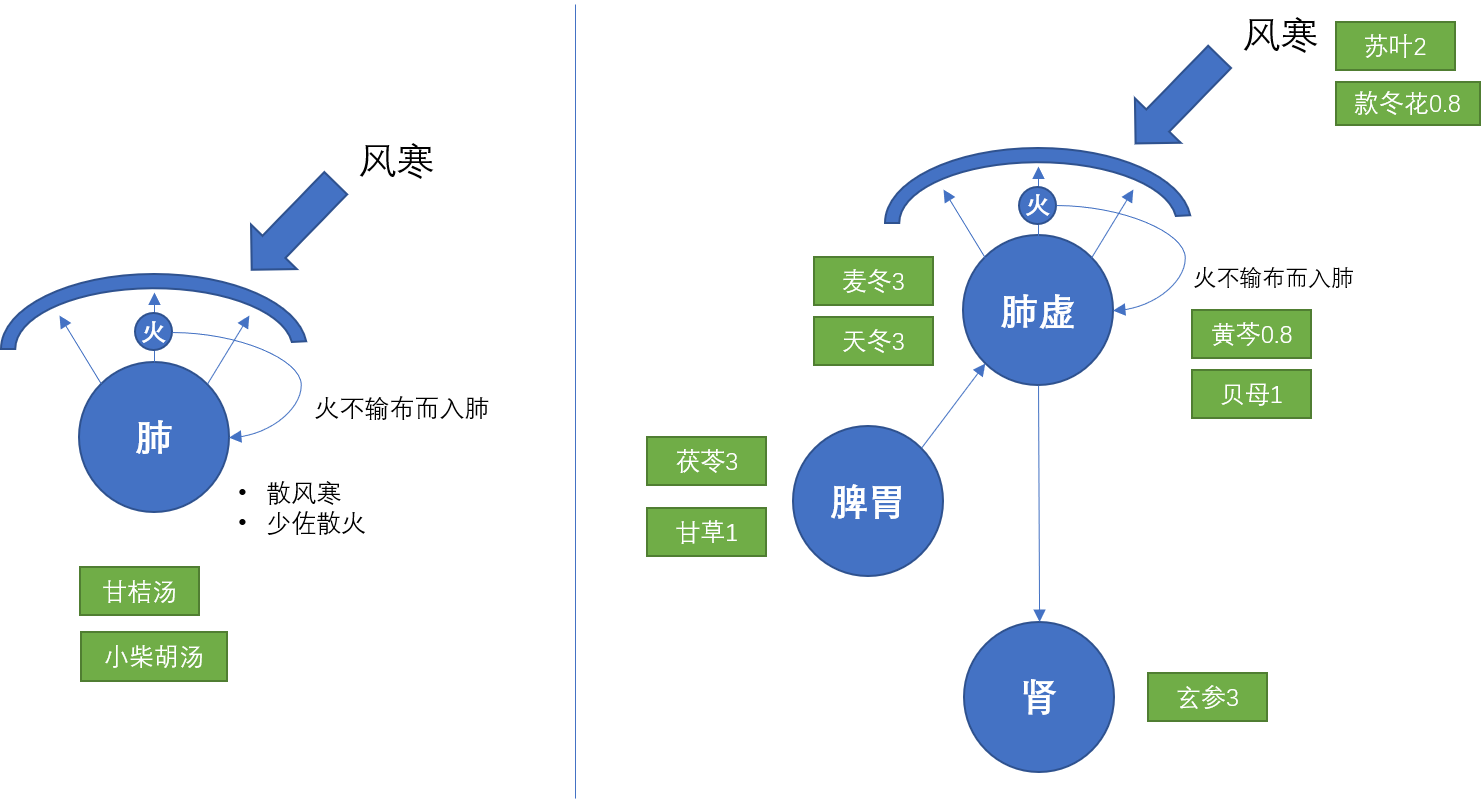 风寒
火
火不输布而入肺
肺
• 散风寒
• 少佐散火
甘桔汤
小柴胡汤
风寒
苏叶2
款冬花0.8
火
麦冬3
天冬3
肺虚
火不输布而入肺
黄芩0.8
贝母1
茯苓3
甘草1
脾胃
肾
玄参3